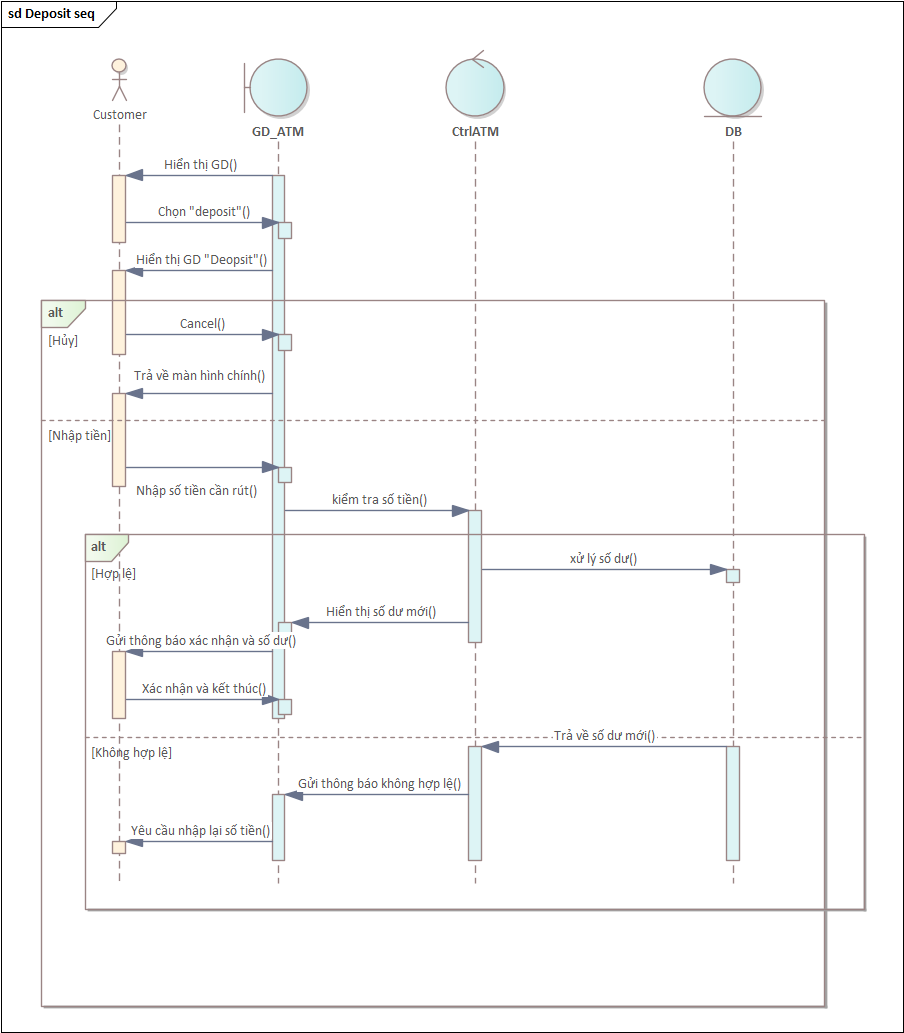 sd Deposit seq
Customer
GD_ATM
CtrlATM
DB
Hiển thị GD()
Chọn "deposit"()
Hiển thị GD "Deopsit"()
alt
[Hủy]
Cancel()
Trả về màn hình chính()
[Nhập tiền]
Nhập số tiền cần rút()
kiểm tra số tiền()
alt
[Hợp lệ]
xử lý số dư()
Hiển thị số dư mới()
Gửi thông báo xác nhận và số dư()
Xác nhận và kết thúc()
Trả về số dư mới()
[Không hợp lệ]
Gửi thông báo không hợp lệ()
Yêu cầu nhập lại số tiền()